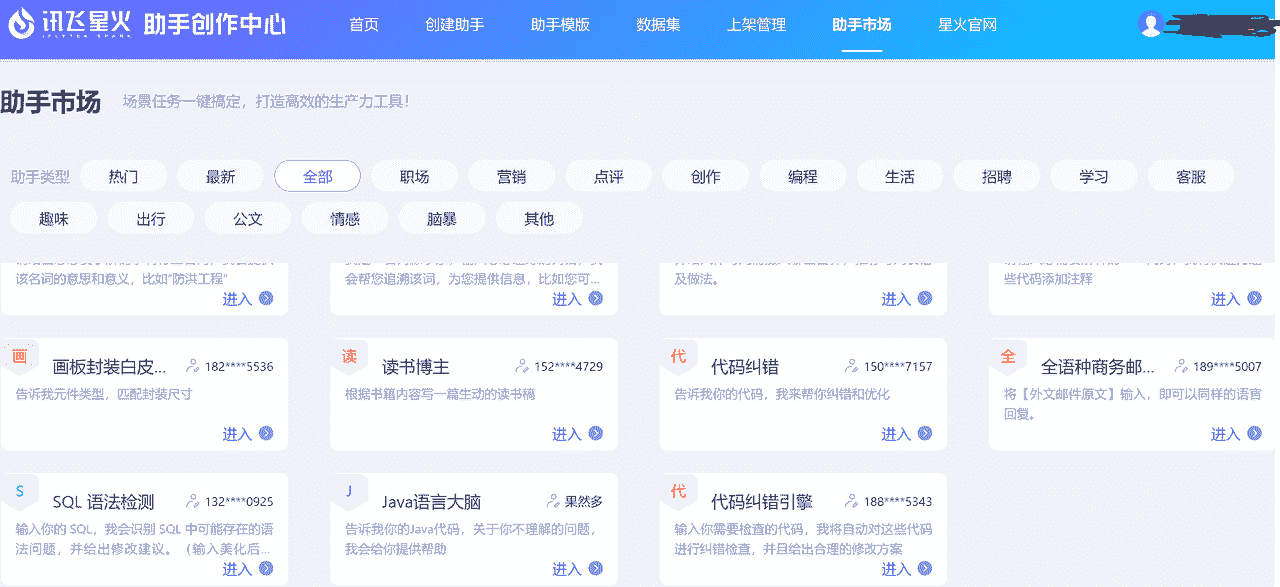 讯飞星火 助手创作中心 首页 创建助手 助手模版 数据集 上架管理 助手市场 星火官网
助手市场 场景任务一键搞定，打造高效的生产力工具！
助手类型 热门 最新 全部 职场 营销 点评 创作 编程 生活 招聘 学习 客服
趣味 出行 公文 情感 脑暴 其他
该名词的意思和意义，比如"防洪工程"
进入
会帮您追溯该词，为您提供信息，比如您可...
进入
及做法。
进入
些代码添加注释
进入
画 画板封装白皮... 182****5536
告诉我元件类型，匹配封装尺寸
进入
读 读书博主 152****4729
根据书籍内容写一篇生动的读书稿
进入
代 代码纠错 150****7157
告诉我你的代码，我来帮你纠错和优化
进入
全 全语种商务邮... 189****5007
将【外文邮件原文】输入，即可以同样的语言
回复。
进入
S SQL 语法检测 132****0925
输入你的 SQL，我会识别 SQL 中可能存在的语
法问题，并给出修改建议。（输入美化后...
进入
J Java语言大脑 果然多
告诉我你的Java代码，关于你不理解的问题，
我会给你提供帮助
进入
代 代码纠错引擎 188****5343
输入你需要检查的代码，我将自动对这些代码
进行纠错检查，并且给出合理的修改方案
进入